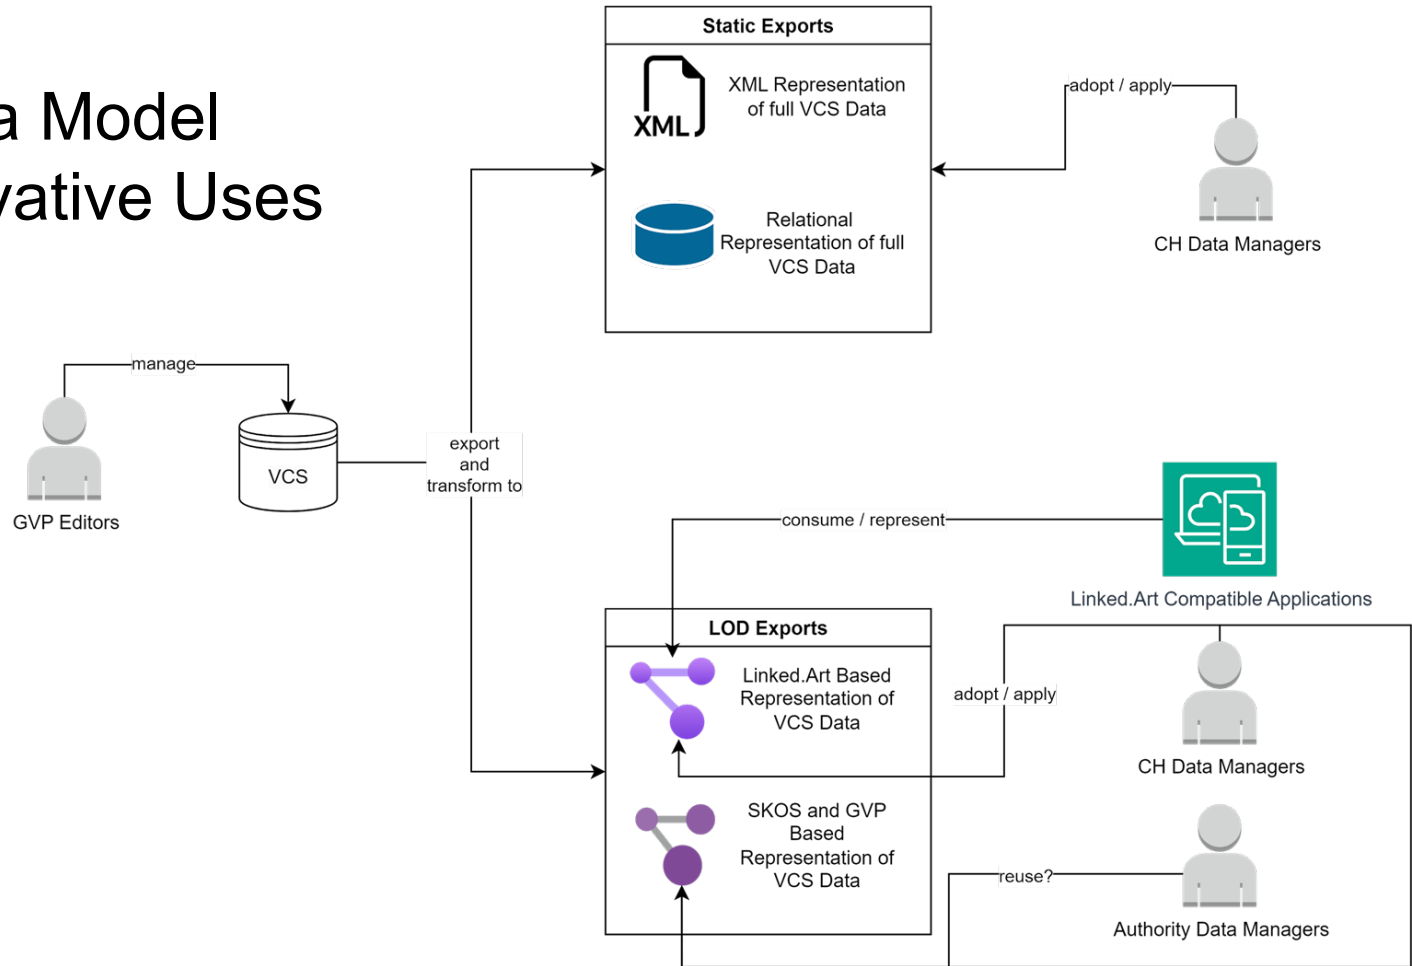 a Model
vative Uses
Static Exports
XML Representation
of full VCS Data
XML
Relational
Representation of full
VCS Data
adopt / apply
CH Data Managers
manage
VCS
GVP Editors
export
and
transform to
consume / represent
Linked.Art Compatible Applications
LOD Exports
Linked.Art Based
Representation of
VCS Data
adopt / apply
CH Data Managers
SKOS and GVP
Based
Representation of
VCS Data
reuse?
Authority Data Managers